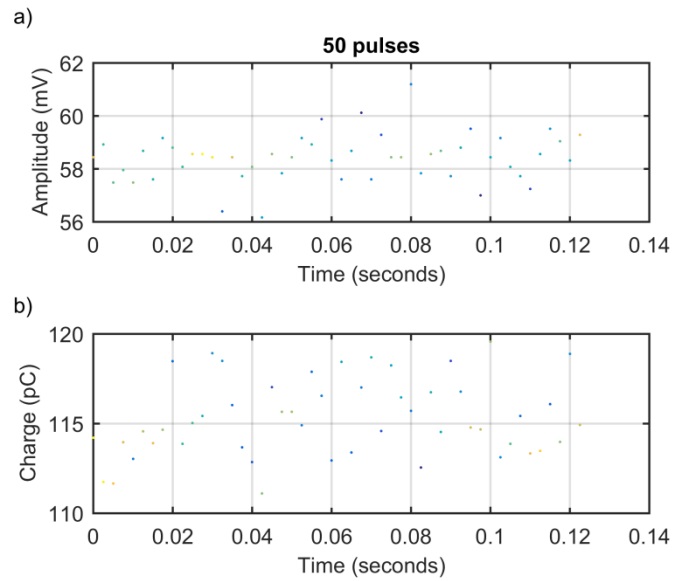 a)
50 pulses
62
60
58
56
Amplitude (mV)
0 0.02 0.04 0.06 0.08 0.1 0.12 0.14
Time (seconds)
b)
120
115
110
Charge (pC)
0 0.02 0.04 0.06 0.08 0.1 0.12 0.14
Time (seconds)